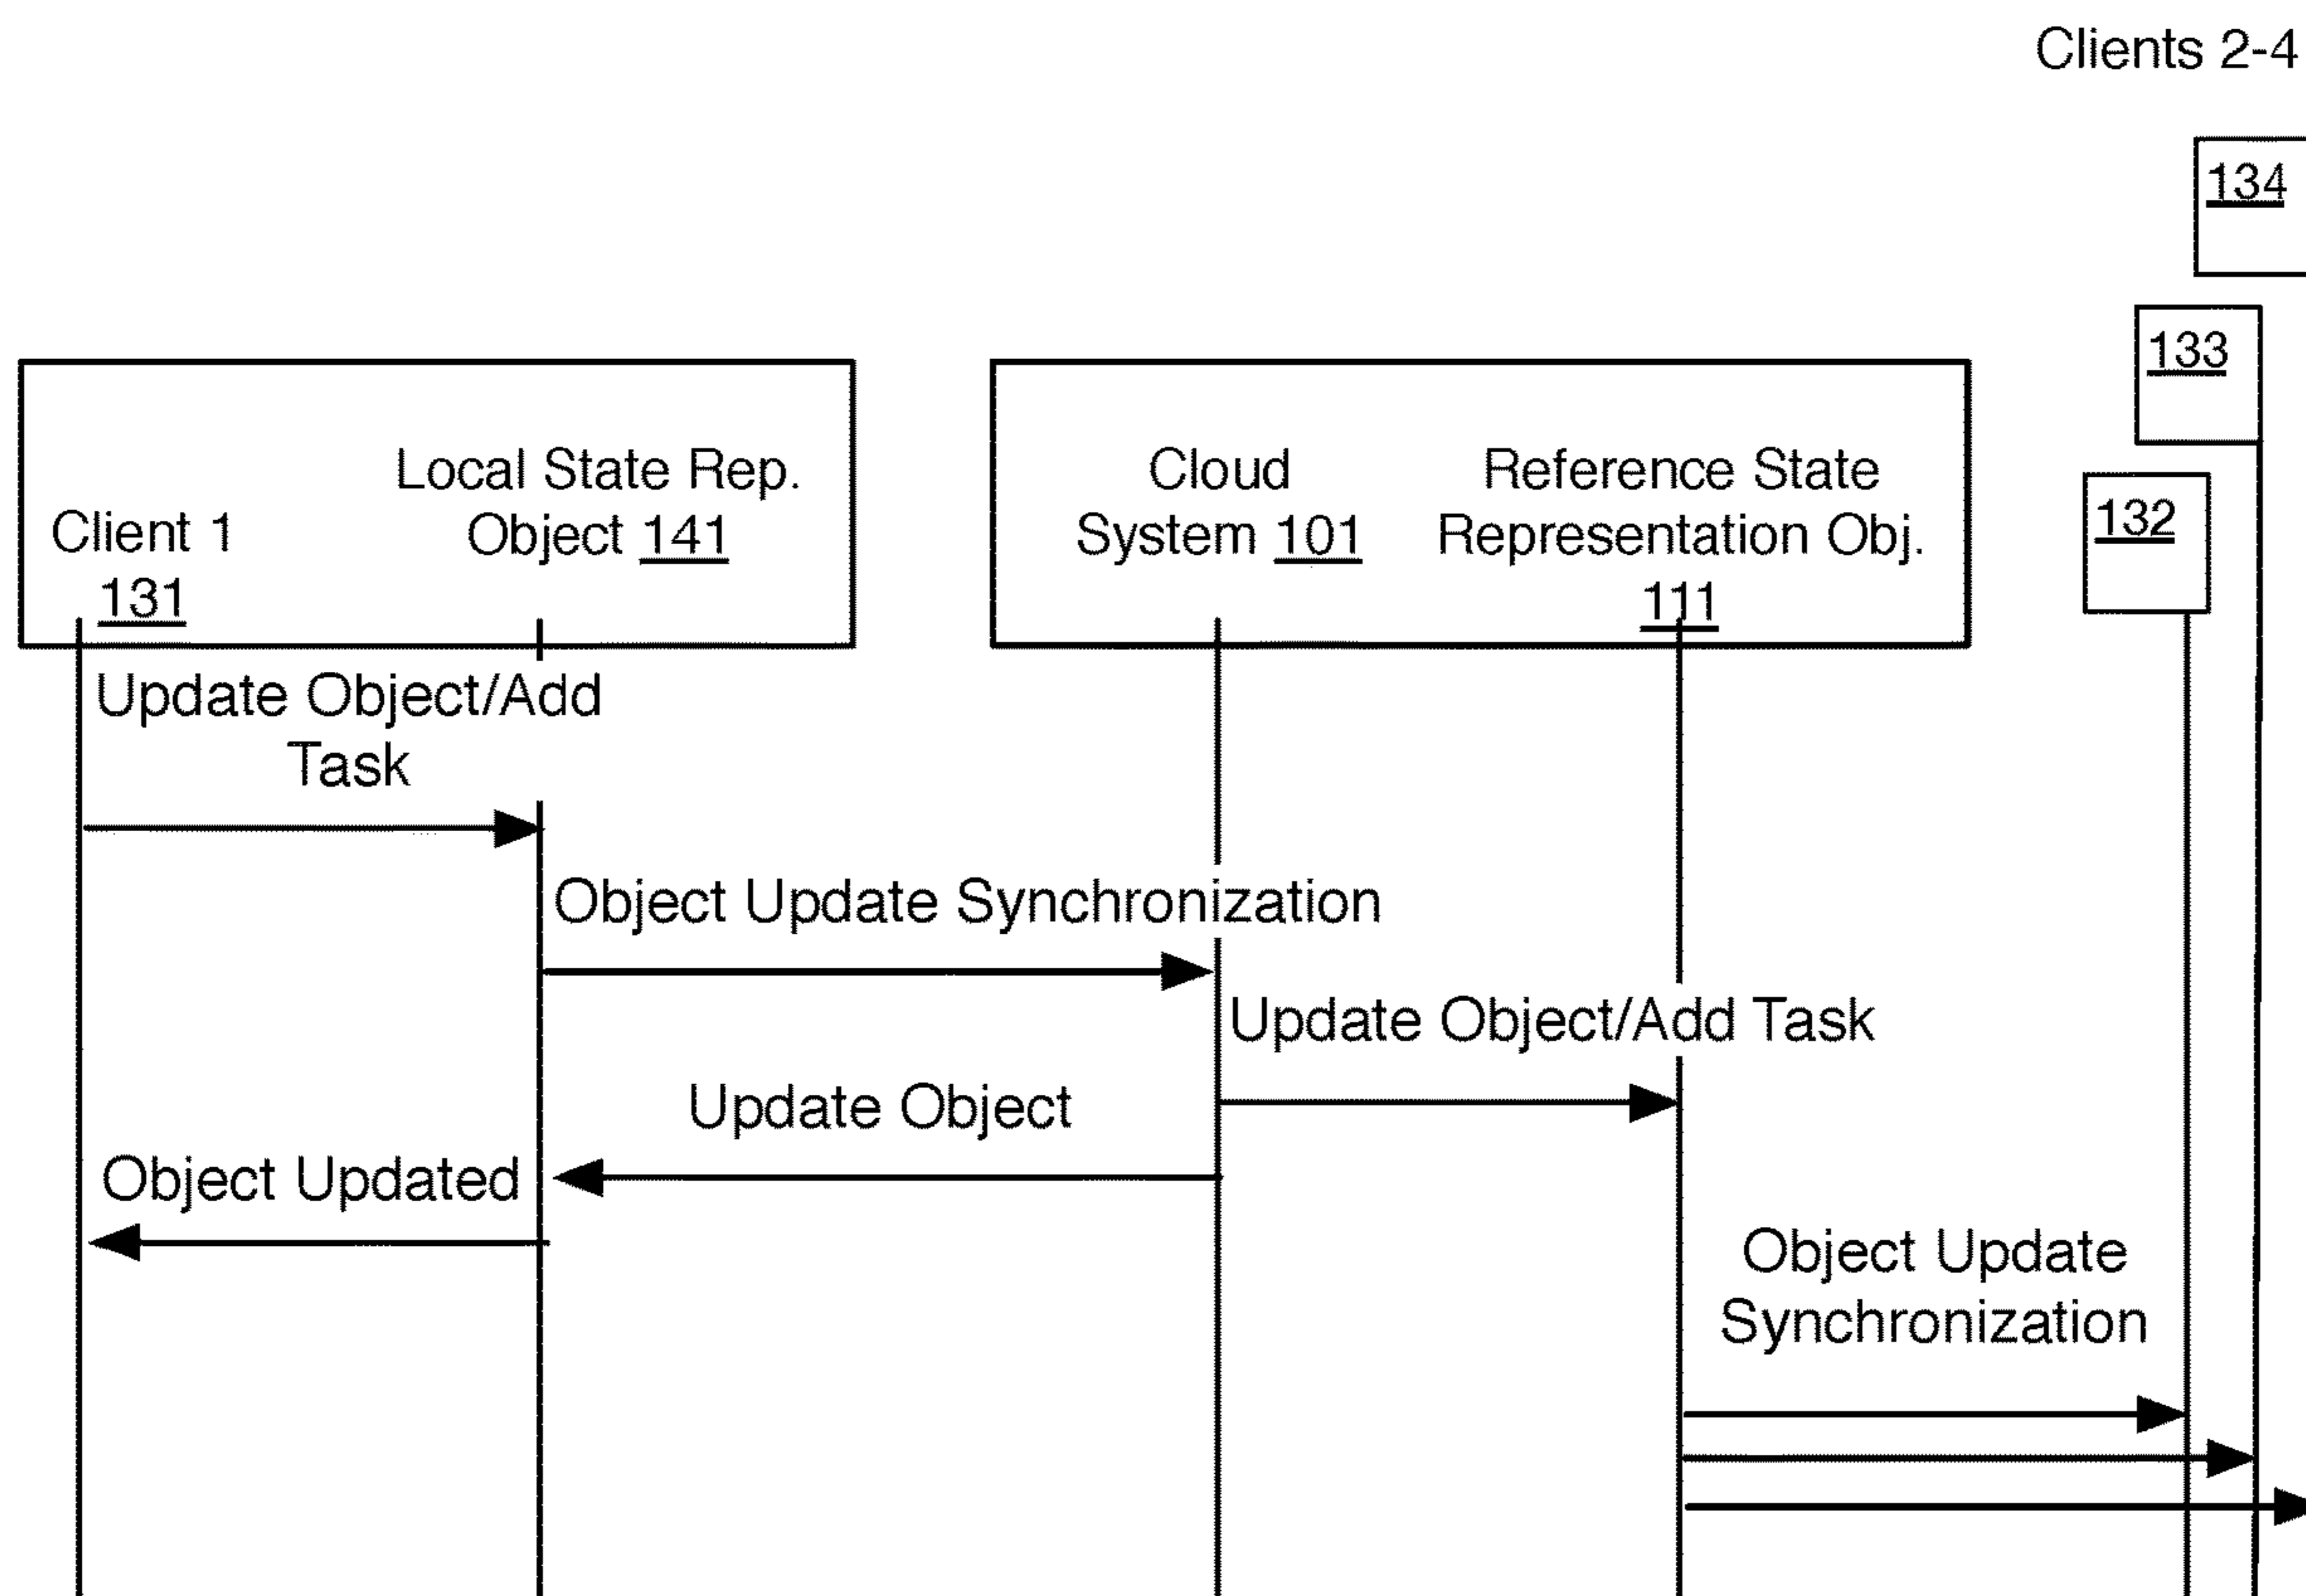 Clients 2-4
134
133
132
Client 1
131
Local State Rep.
Object 141
Cloud
System 101
Reference State
Representation Obj.
111
Update Object/Add
Task
Object Update Synchronization
Update Object/Add Task
Update Object
Object Updated
Object Update
Synchronization